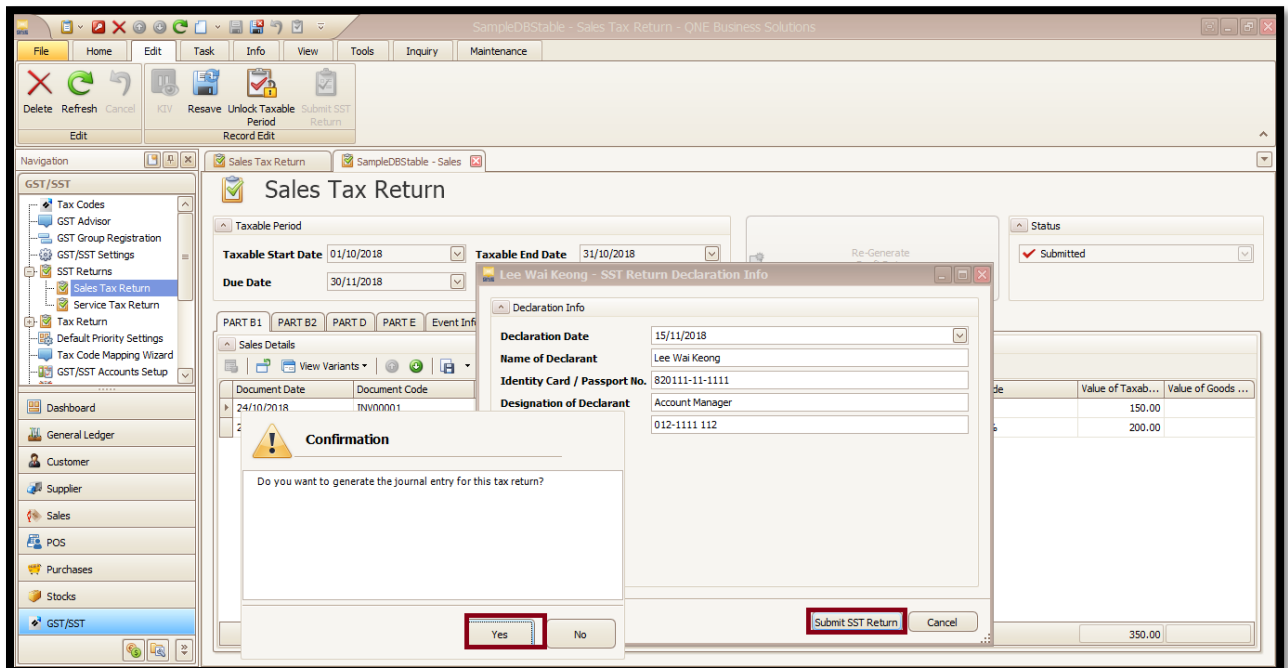 SampleDBStable - Sales Tax Return - QNE Business Solutions
File Home Edit Task Info View Tools Inquiry Maintenance
Delete Refresh Cancel KIV Resave Unlock Taxable Period Submit SST Return
Edit Record Edit
Navigation
Sales Tax Return SampleDBStable - Sales
GST/SST
Tax Codes
GST Advisor
GST Group Registration
GST/SST Settings
SST Returns
Sales Tax Return
Service Tax Return
Tax Return
Default Priority Settings
Tax Code Mapping Wizard
GST/SST Accounts Setup
Dashboard
General Ledger
Customer
Supplier
Sales
POS
Purchases
Stocks
GST/SST
Sales Tax Return
Taxable Period
Taxable Start Date 01/10/2018 Taxable End Date 31/10/2018
Due Date 30/11/2018
Re-Generate
Status
Submitted
PART B1 PART B2 PART D PART E Event Inf
Sales Details
View Variants
Document Date Document Code de Value of Taxab... Value of Goods ...
24/10/2018 INV00001 150.00
2 % 200.00
350.00
Lee Wai Keong - SST Return Declaration Info
Declaration Info
Declaration Date 15/11/2018
Name of Declarant Lee Wai Keong
Identity Card / Passport No. 820111-11-1111
Designation of Declarant Account Manager
012-1111 112
Submit SST Return Cancel
Confirmation
Do you want to generate the journal entry for this tax return?
Yes No